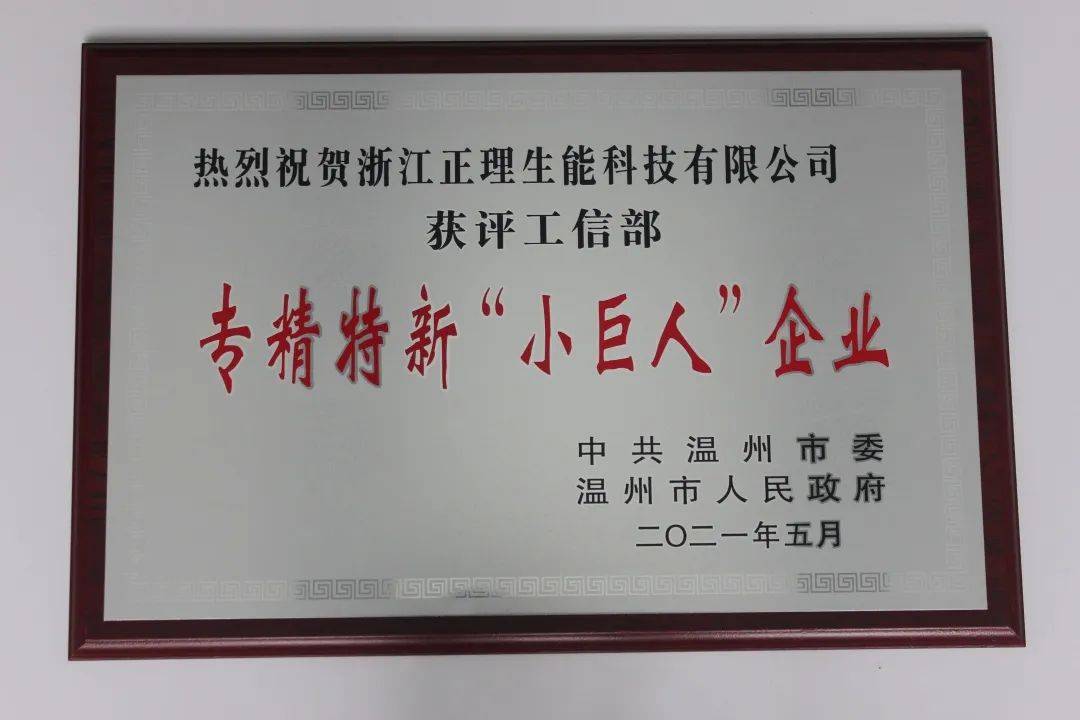 热烈祝贺浙江正理生能科技有限公司
获评工信部
专精特新“小巨人”企业
中共温州市委
温州市人民政府
二〇二一年五月